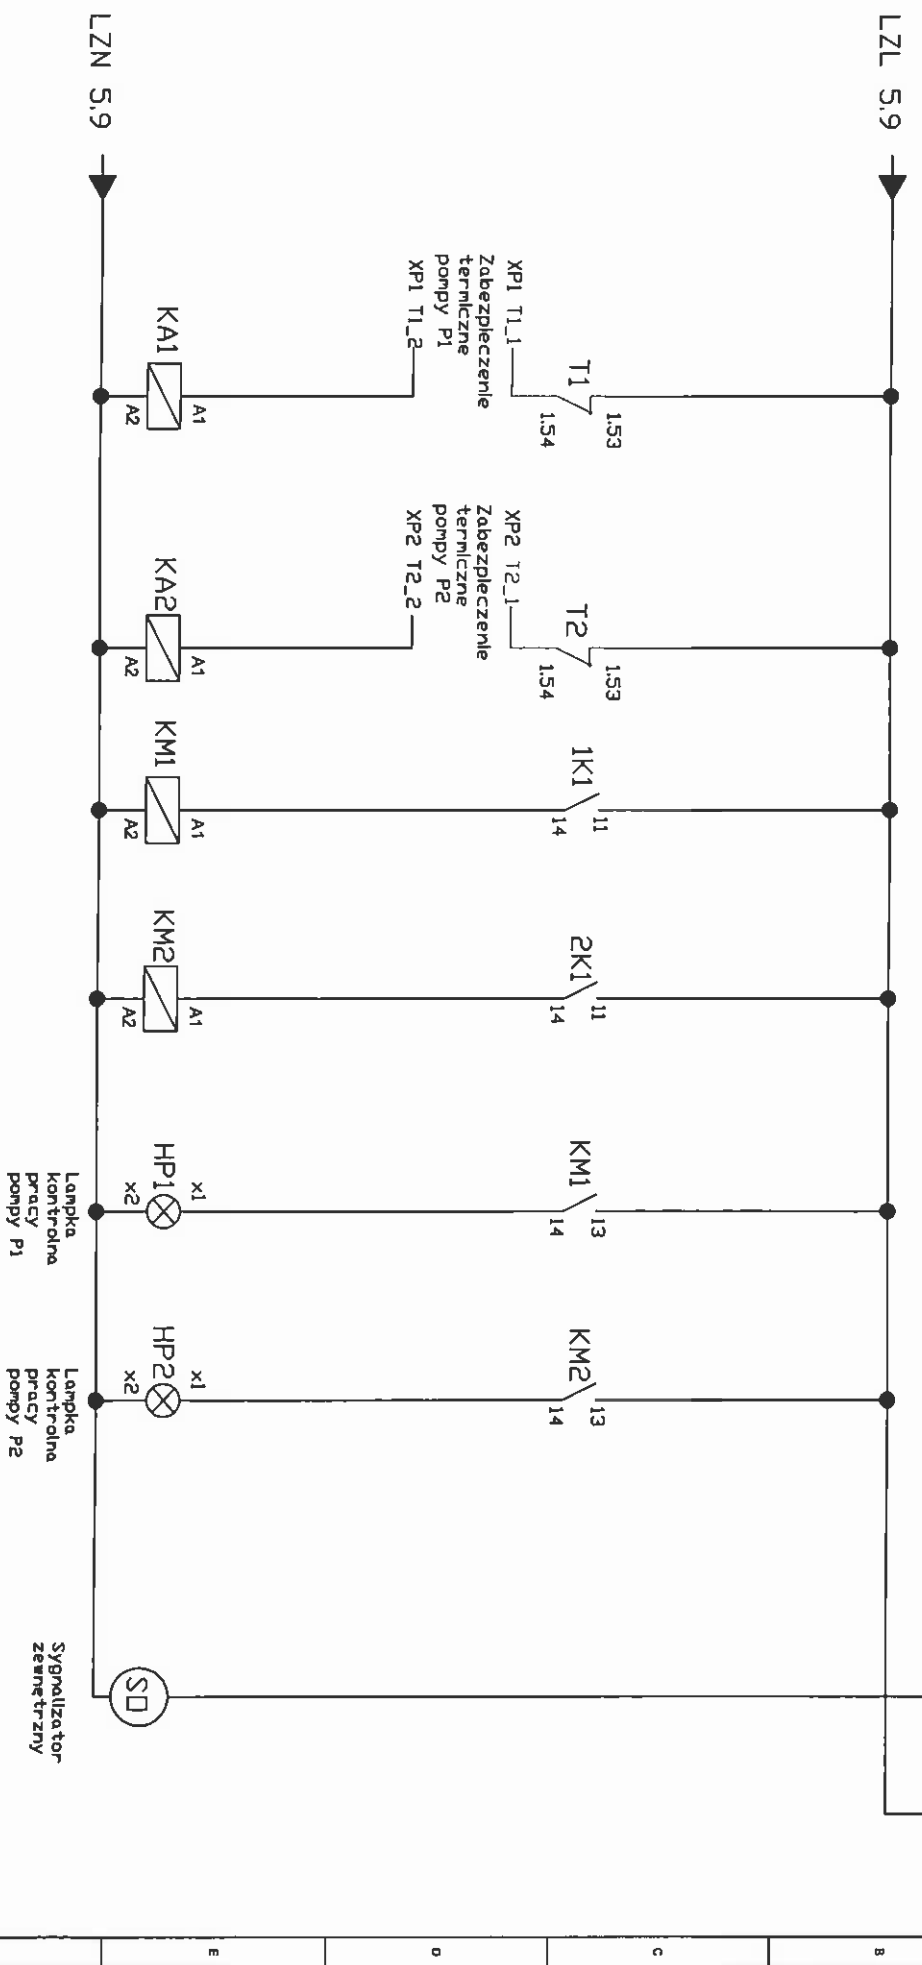 LZL 5.9
LZN 5.9
T1
1.53
1.54
XP1 T1_1
Zabezpieczenie
termiczne
pompy P1
XP1 T1_2
KA1
A1
A2
T2
1.53
1.54
XP2 T2_1
Zabezpieczenie
termiczne
pompy P2
XP2 T2_2
KA2
A1
A2
1K1
11
14
KM1
A1
A2
2K1
11
14
KM2
A1
A2
KM1
13
14
HP1
x1
x2
Lampka
kontrolna
pracy
pompy P1
KM2
13
14
HP2
x1
x2
Lampka
kontrolna
pracy
pompy P2
SO
Sygnalizator
zewnętrzny
B
C
D
E